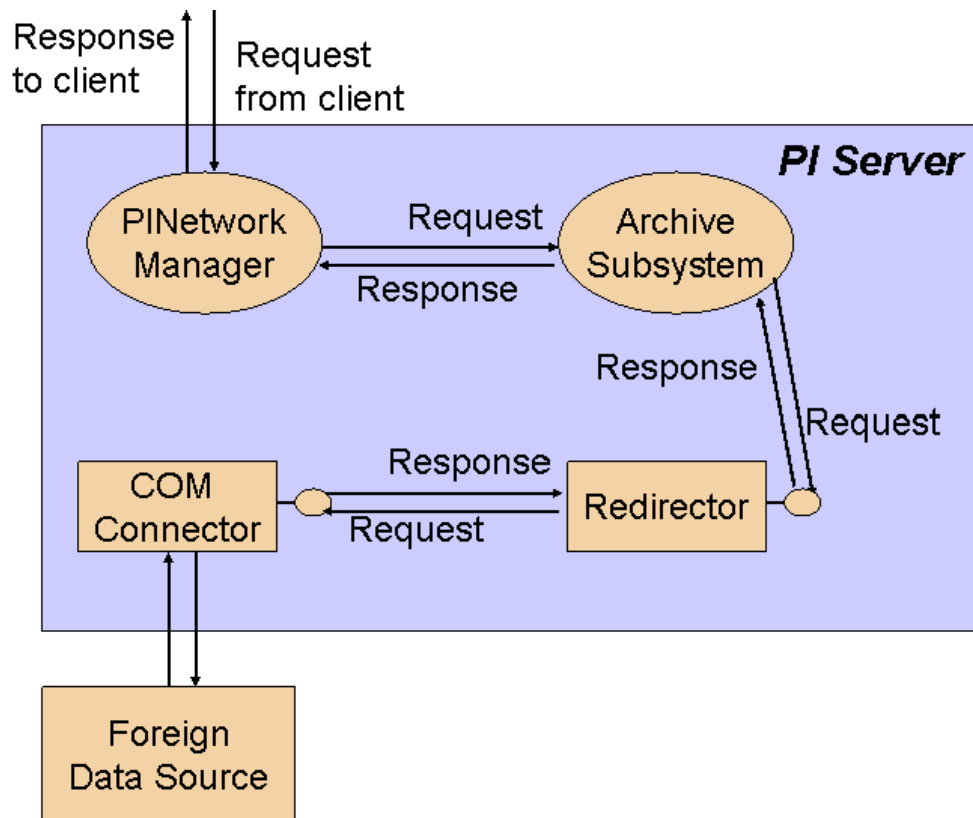 Response
to client
Request
from client
PI Server
PINetwork
Manager
Request
Response
Archive
Subsystem
Response
Request
COM
Connector
Response
Request
Redirector
Foreign
Data Source